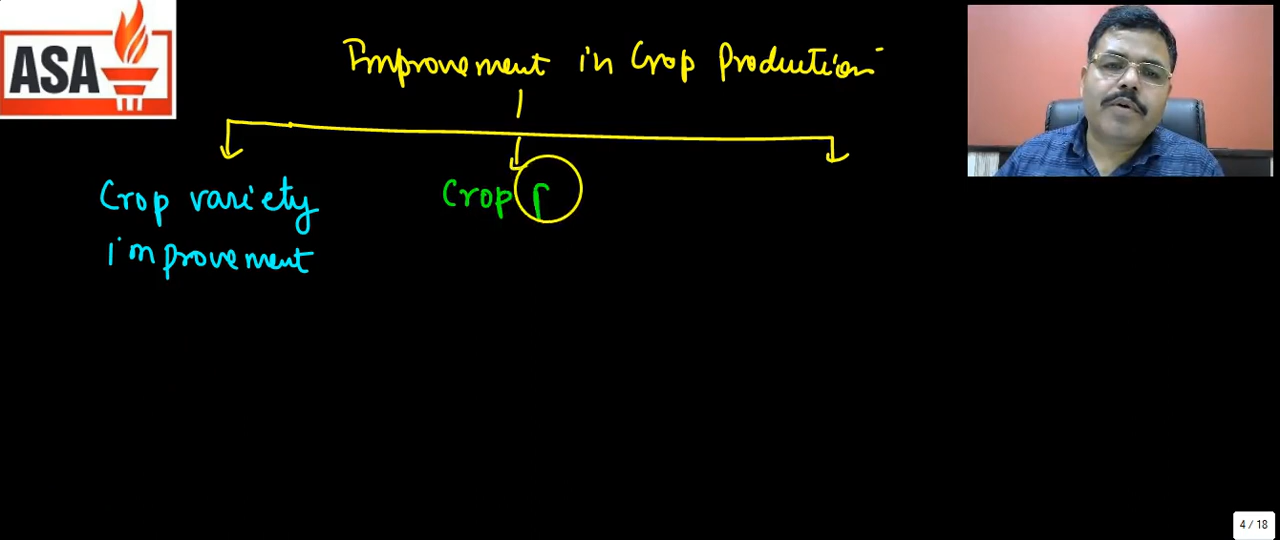 ASA
Improvement in Crop Production
Crop variety
improvement
Crop P
4 / 18